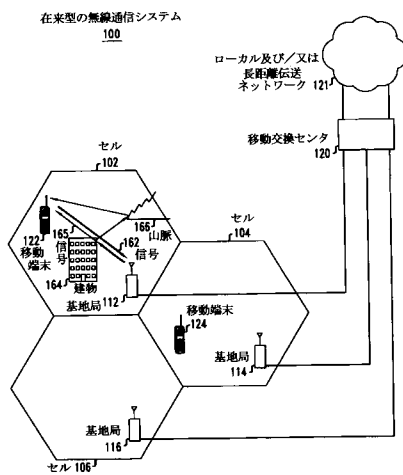 在来型の無線通信システム
100
ローカル及び/又は
長距離伝送
ネットワーク 121
移動交換センタ
120
セル
102
166
山脈
165
162
122
移動
端末
信号
信号
164
建物
基地局
112
セル
104
移動端末
124
基地局
114
基地局
116
セル 106